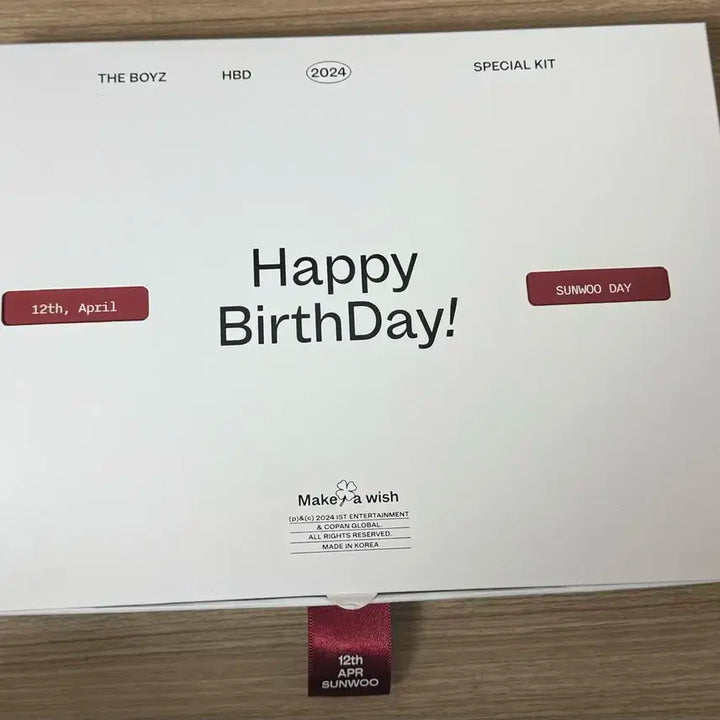 THE BOYZ HBD 2024 SPECIAL KIT
Happy
BirthDay!
12th, April
SUNWOO DAY
Make a wish
(p)&(c) 2024 IST ENTERTAINMENT
& COPAN GLOBAL.
ALL RIGHTS RESERVED.
MADE IN KOREA
12th
APR
SUNWOO